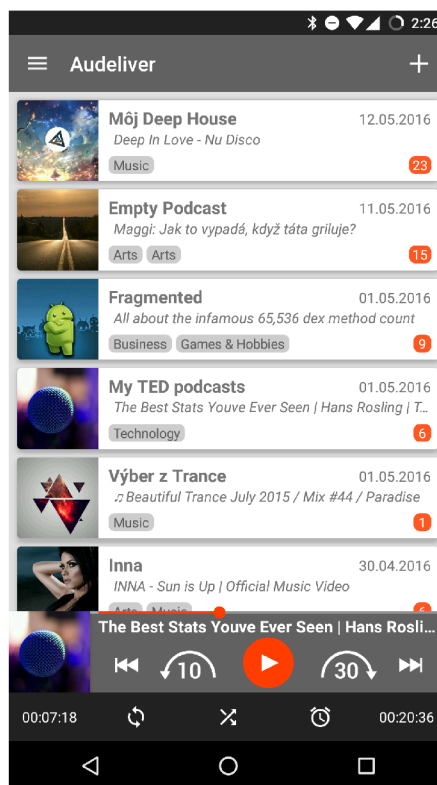 2:26
Audeliver
Môj Deep House 12.05.2016
Deep In Love - Nu Disco
Music 23
Empty Podcast 11.05.2016
Maggi: Jak to vypadá, když táta griluje?
Arts Arts 15
Fragmented 01.05.2016
All about the infamous 65,536 dex method count
Business Games & Hobbies 9
My TED podcasts 01.05.2016
The Best Stats Youve Ever Seen | Hans Rosling | T...
Technology 6
Výber z Trance 01.05.2016
♫ Beautiful Trance July 2015 / Mix #44 / Paradise
Music 1
Inna 30.04.2016
INNA - Sun is Up | Official Music Video
Arts Music 6
The Best Stats Youve Ever Seen | Hans Rosli...
10 30
00:07:18 00:20:36